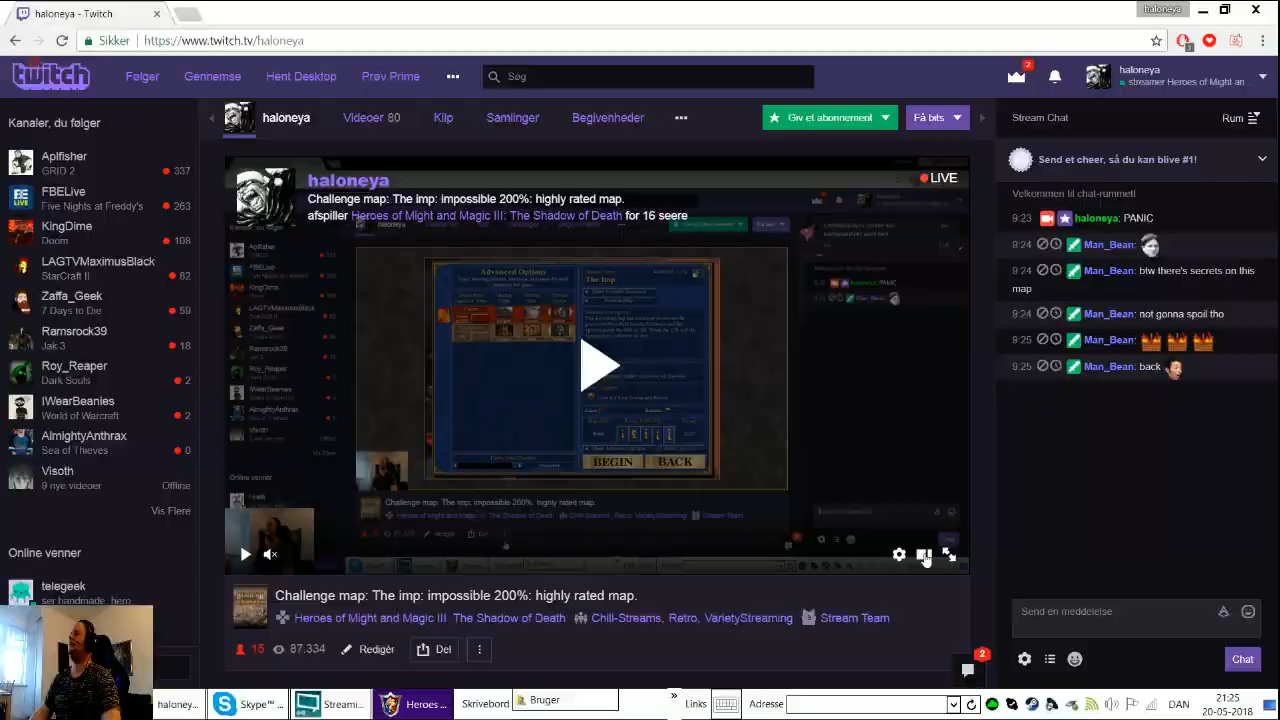 haloneya - Twitch
haloneya
Sikker
https://www.twitch.tv/haloneya
twitch
Følger
Gennemse
Hent Desktop
Prøv Prime
Søg
2
haloneya
streamer Heroes of Might an
Kanaler, du følger
haloneya
Videoer 80
Klip
Samlinger
Begivenheder
Giv et abonnement
Få bits
Stream Chat
Rum
Aplfisher
GRID 2
337
FBELive
Five Nights at Freddy's
263
KingDime
Doom
108
LAGTVMaximusBlack
StarCraft II
62
Zaffa_Geek
7 Days to Die
59
Ramsrock39
Jak 3
18
Roy_Reaper
Dark Souls
2
iWearBeanies
World of Warcraft
2
AlmightyAnthrax
Sea of Thieves
0
Visoth
9 nye videoer
Offline
Vis Flere
Online venner
telegeek
haloneya
LIVE
Challenge map: The Imp: impossible 200%: highly rated map.
afspiller Heroes of Might and Magic III: The Shadow of Death for 16 seere
Advanced Options
The Imp
BEGIN
BACK
Challenge map: The imp: impossible 200%: highly rated map.
Heroes of Might and Magic III The Shadow of Death
Chill-Streams, Retro, VarietyStreaming
Stream Team
15
87.334
Redigér
Del
Send et cheer, så du kan blive #1!
Velkommen til chat-rummet!
9:23 haloneya: PANIC
9:24 Man_Bean:
9:24 Man_Bean: btw
map
9:24 Man_Bean: not gonna spoil tho
9:25 Man_Bean:
9:25 Man_Bean: back
Send en meddelelse
Chat
2
haloney...
Skype™ ...
Streami...
Heroes ...
Skrivebord
Bruger
»
Links
Adresse
DAN
21:25
20-05-2018